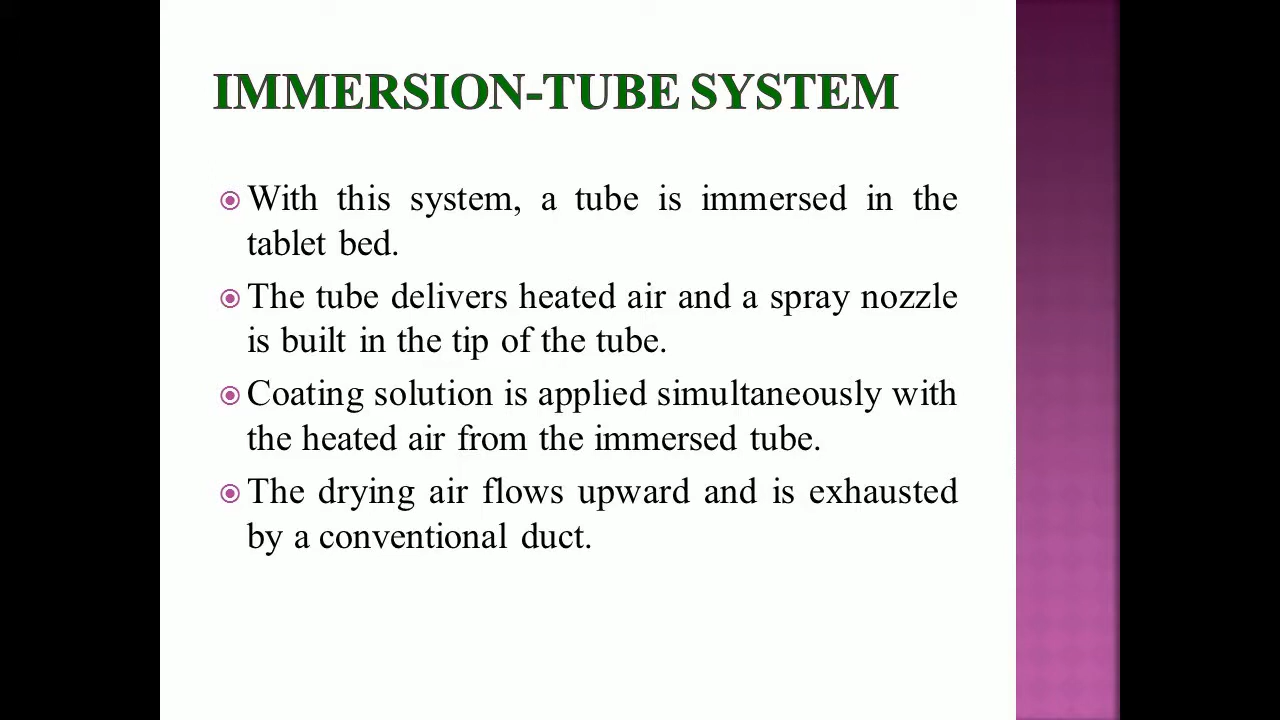 IMMERSION-TUBE SYSTEM
With this system, a tube is immersed in the
tablet bed.
The tube delivers heated air and a spray nozzle
is built in the tip of the tube.
Coating solution is applied simultaneously with
the heated air from the immersed tube.
The drying air flows upward and is exhausted
by a conventional duct.